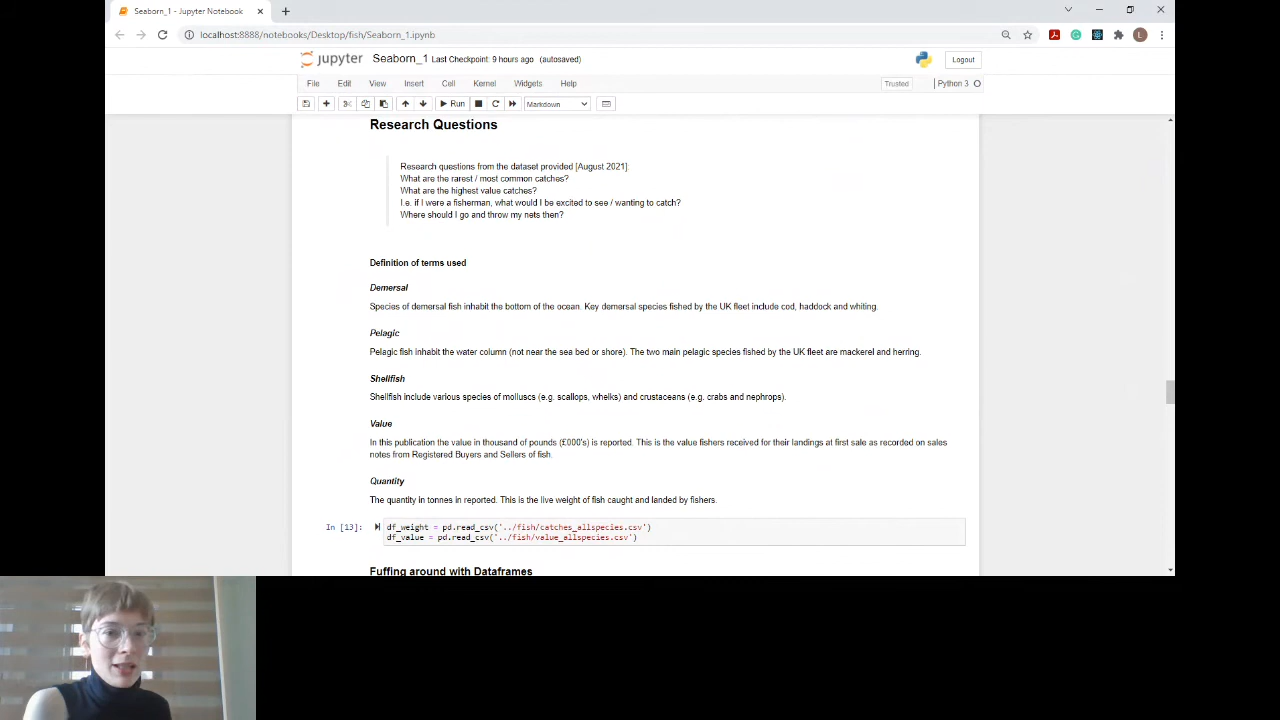 Seaborn_1 - Jupyter Notebook
localhost:8888/notebooks/Desktop/fish/Seaborn_1.ipynb
L
jupyter Seaborn_1 Last Checkpoint: 9 hours ago (autosaved)
Logout
File Edit View Insert Cell Kernel Widgets Help
Trusted
Python 3
Run
Markdown
Research Questions
Research questions from the dataset provided [August 2021]:
What are the rarest / most common catches?
What are the highest value catches?
I.e. if I were a fisherman, what would I be excited to see / wanting to catch?
Where should I go and throw my nets then?
Definition of terms used
Demersal
Species of demersal fish inhabit the bottom of the ocean. Key demersal species fished by the UK fleet include cod, haddock and whiting.
Pelagic
Pelagic fish inhabit the water column (not near the sea bed or shore). The two main pelagic species fished by the UK fleet are mackerel and herring.
Shellfish
Shellfish include various species of molluscs (e.g. scallops, whelks) and crustaceans (e.g. crabs and nephrops).
Value
In this publication the value in thousand of pounds (£000's) is reported. This is the value fishers received for their landings at first sale as recorded on sales
notes from Registered Buyers and Sellers of fish.
Quantity
The quantity in tonnes in reported. This is the live weight of fish caught and landed by fishers.
In [13]:
df_weight = pd.read_csv('../fish/catches_allspecies.csv')
df_value = pd.read_csv('../fish/value_allspecies.csv')
Fuffing around with Dataframes